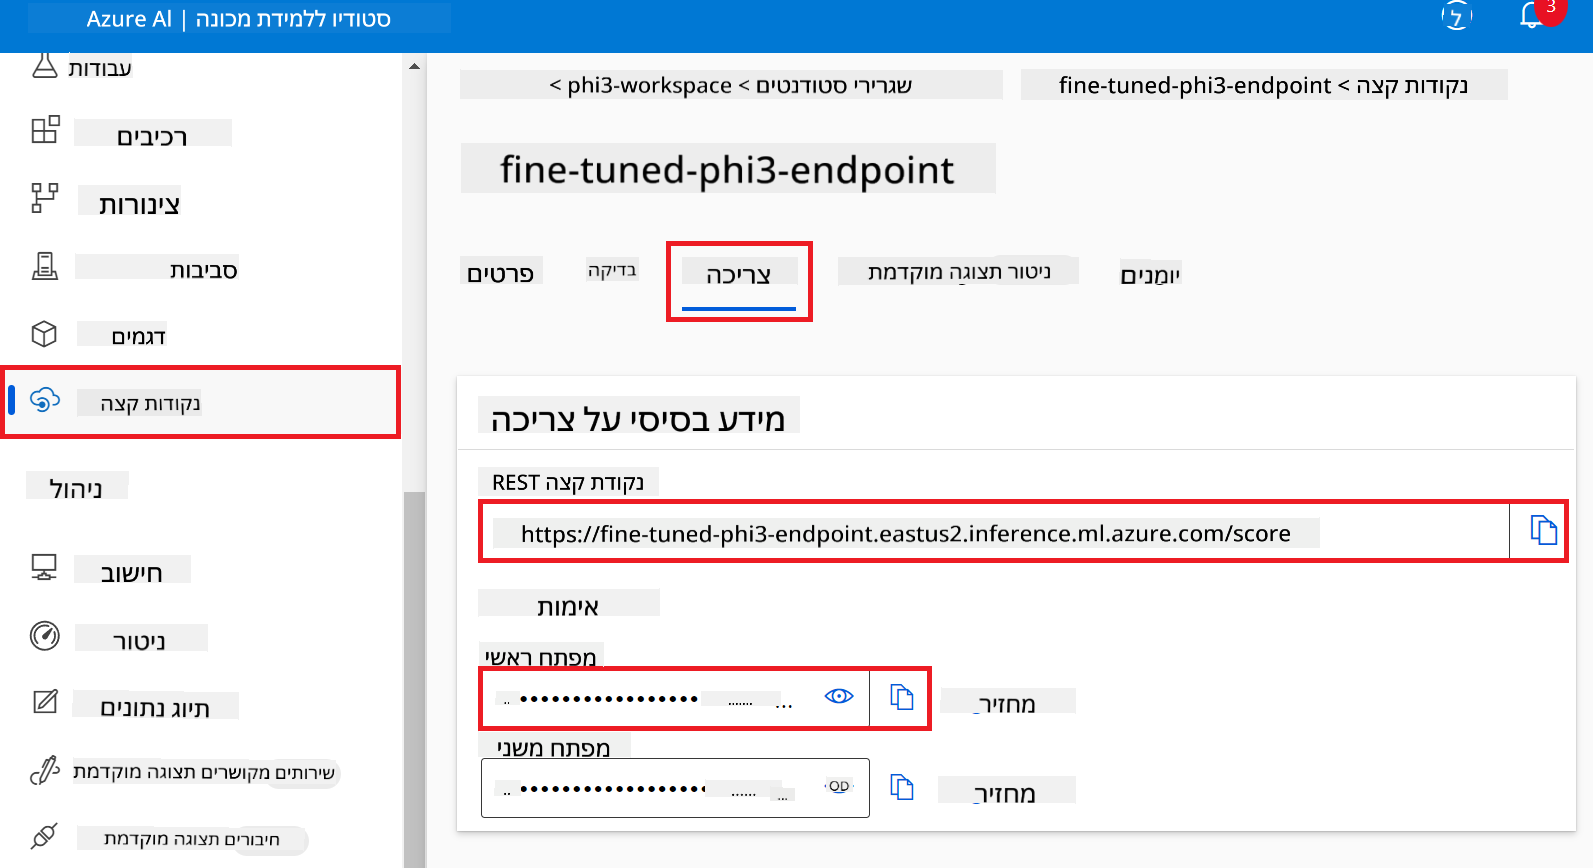 סטודיו ללמידת מכונה | Azure AI
ל
3
עבודות
רכיבים
צינורות
סביבות
דגמים
נקודות קצה
ניהול
חישוב
ניטור
תיוג נתונים
שירותים מקושרים תצוגה מוקדמת
חיבורים תצוגה מוקדמת
שגרירי סטודנטים > phi3-workspace >
נקודות קצה > fine-tuned-phi3-endpoint
fine-tuned-phi3-endpoint
פרטים
בדיקה
צריכה
ניטור תצוגה מוקדמת
יומנים
מידע בסיסי על צריכה
נקודת קצה REST
https://fine-tuned-phi3-endpoint.eastus2.inference.ml.azure.com/score
אימות
מפתח ראשי
מחזיר
מפתח משני
OD
מחזיר